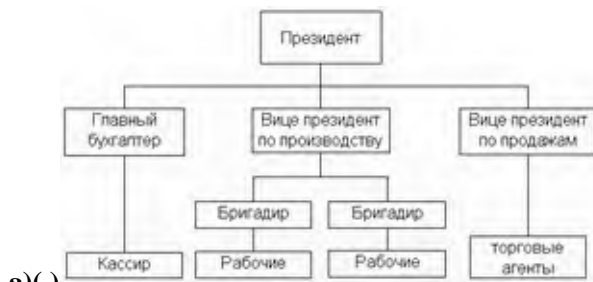 Президент
Главный
бухгалтер
Вице президент
по производству
Вице президент
по продажам
Бригадир
Бригадир
Кассир
Рабочие
Рабочие
торговые
агенты
а)(.)